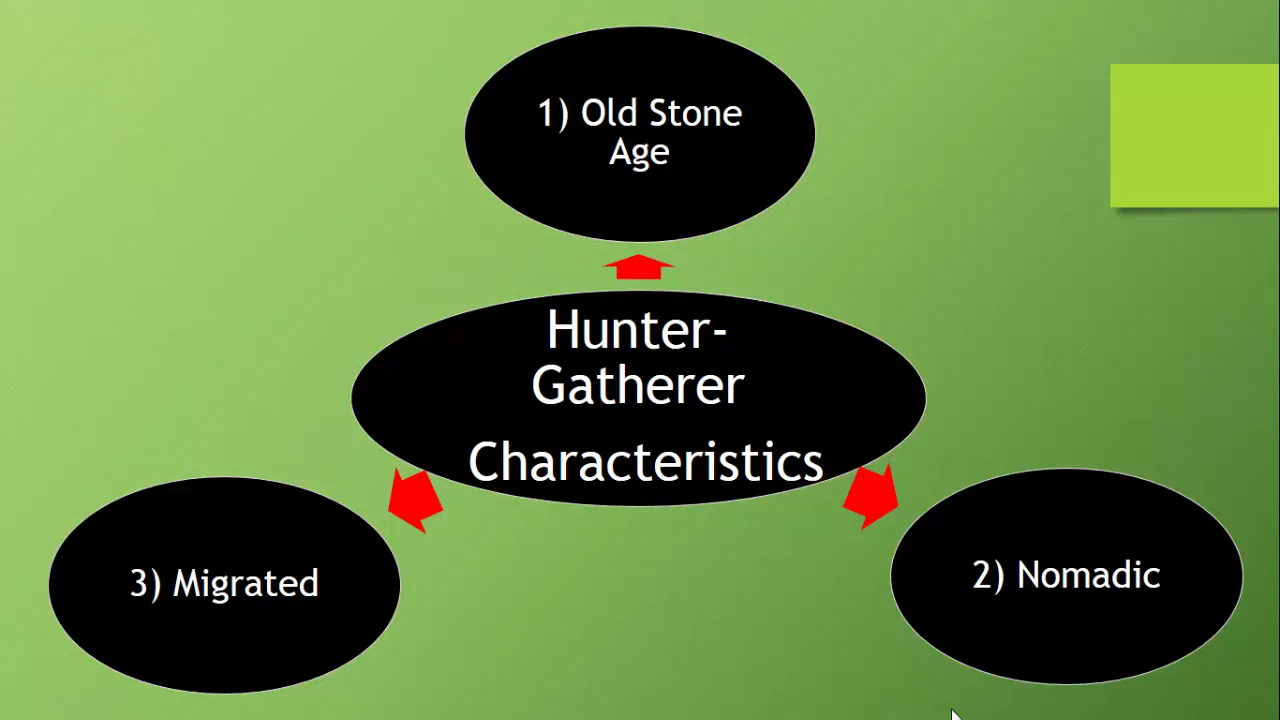 1) Old Stone
Age
Hunter-
Gatherer
Characteristics
3) Migrated
2) Nomadic